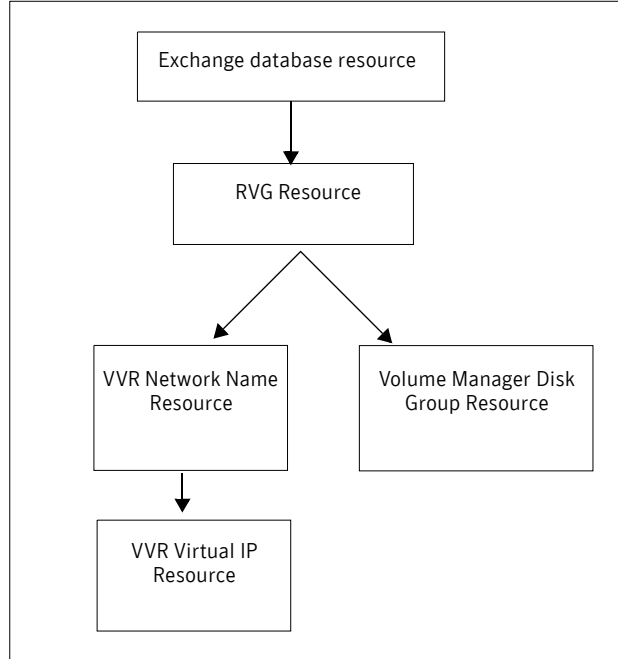 Exchange database resource
RVG Resource
VVR Network Name
Resource
Volume Manager Disk
Group Resource
VVR Virtual IP
Resource